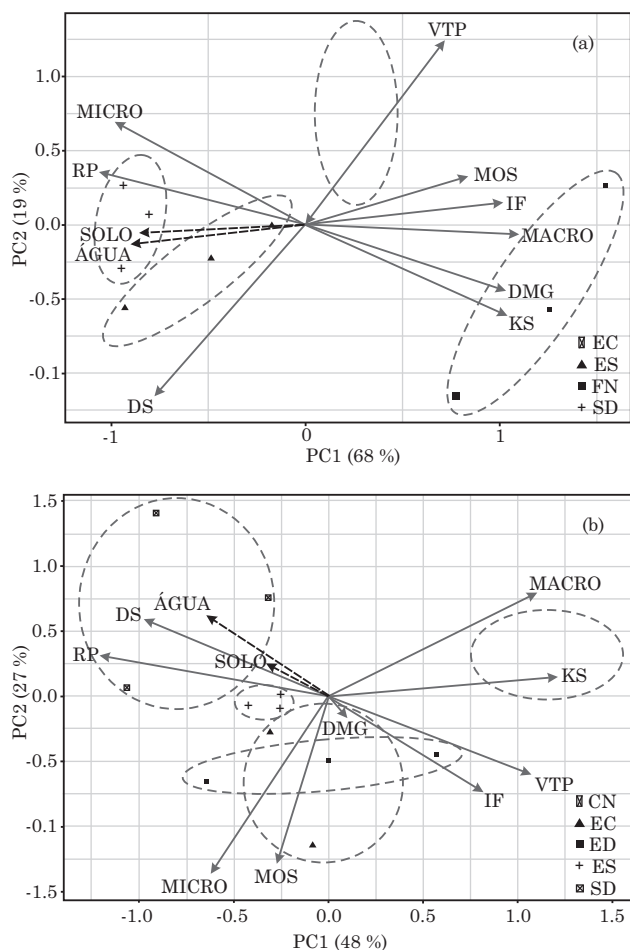 (a)
VTP
1.0
MICRO
0.5
RP
MOS
IF
0.0
SOLO
MACRO
ÁGUA
DMG
-0.5
KS
EC
ES
-0.1
FN
DS
SD
PC2 (19 %)
-1 0 1
PC1 (68 %)
1.5
(b)
1.0
MACRO
ÁGUA
DS
0.5
RP
SOLO
KS
0.0
DMG
-0.5
VTP
IF
CN
-0.1
EC
ED
MICRO
MOS
ES
-1.5
SD
PC2 (27 %)
-1.0 -0.5 0.0 0.5 1.0 1.5
PC1 (48 %)